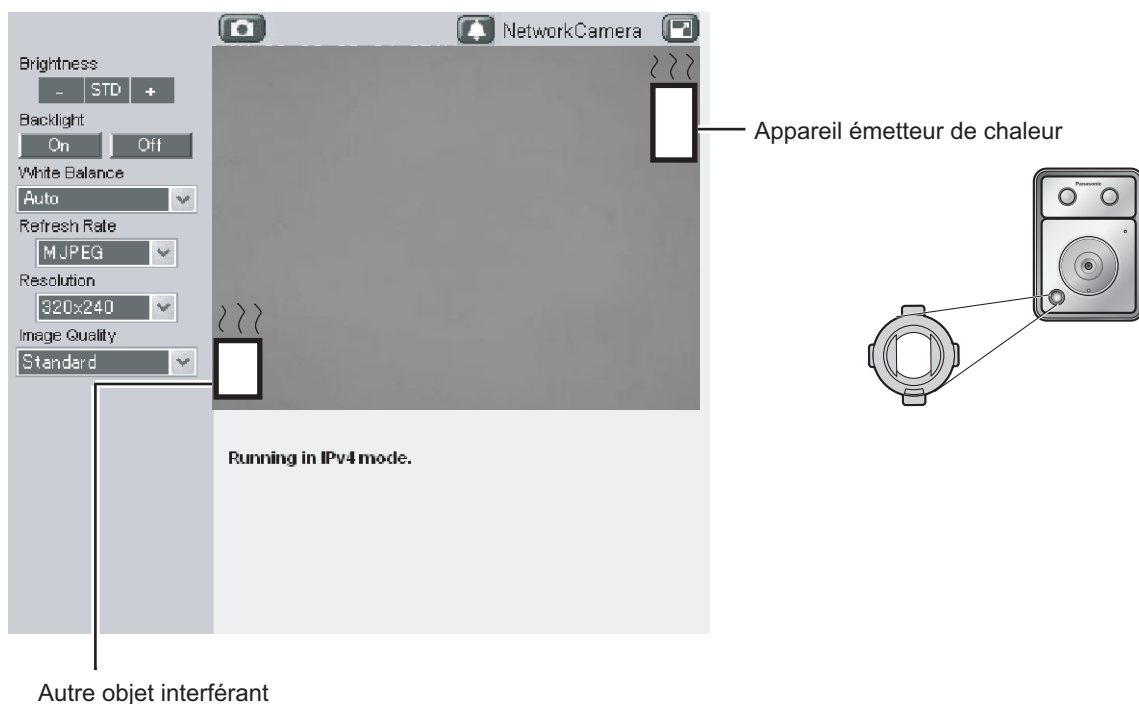 NetworkCamera
Brightness
- STD +
Backlight
On Off
White Balance
Auto
Refresh Rate
MJPEG
Resolution
320x240
Image Quality
Standard
Appareil émetteur de chaleur
Panasonic
Running in IPv4 mode.
Autre objet interférant